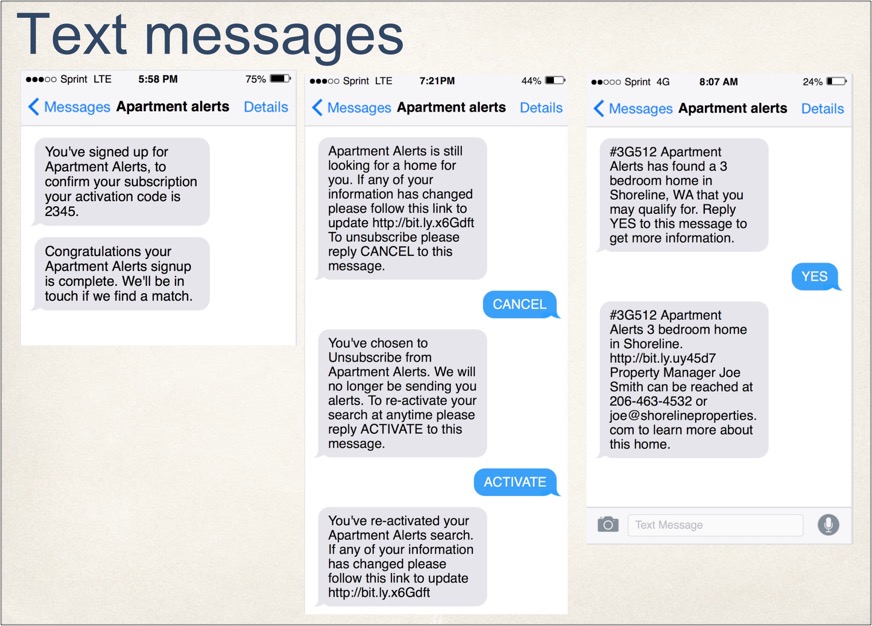 Text messages
Sprint LTE 5:58 PM 75%
Messages Apartment alerts Details
You've signed up for
Apartment Alerts, to
confirm your subscription
your activation code is
2345.
Congratulations your
Apartment Alerts signup
is complete. We'll be in
touch if we find a match.
Sprint LTE 7:21PM 44%
Messages Apartment alerts Details
Apartment Alerts is still
looking for a home for
you. If any of your
information has changed
please follow this link to
update http://bit.ly.x6Gdft
To unsubscribe please
reply CANCEL to this
message.
CANCEL
You've chosen to
Unsubscribe from
Apartment Alerts. We will
no longer be sending you
alerts. To re-activate your
search at anytime please
reply ACTIVATE to this
message.
ACTIVATE
You've re-activated your
Apartment Alerts search.
If any of your information
has changed please
follow this link to update
http://bit.ly.x6Gdft
Sprint 4G 8:07 AM 24%
Messages Apartment alerts Details
#3G512 Apartment
Alerts has found a 3
bedroom home in
Shoreline, WA that you
may qualify for. Reply
YES to this message to
get more information.
YES
#3G512 Apartment
Alerts 3 bedroom home
in Shoreline.
http://bit.ly.uy45d7
Property Manager Joe
Smith can be reached at
206-463-4532 or
joe@shorelineproperties.
com to learn more about
this home.
Text Message